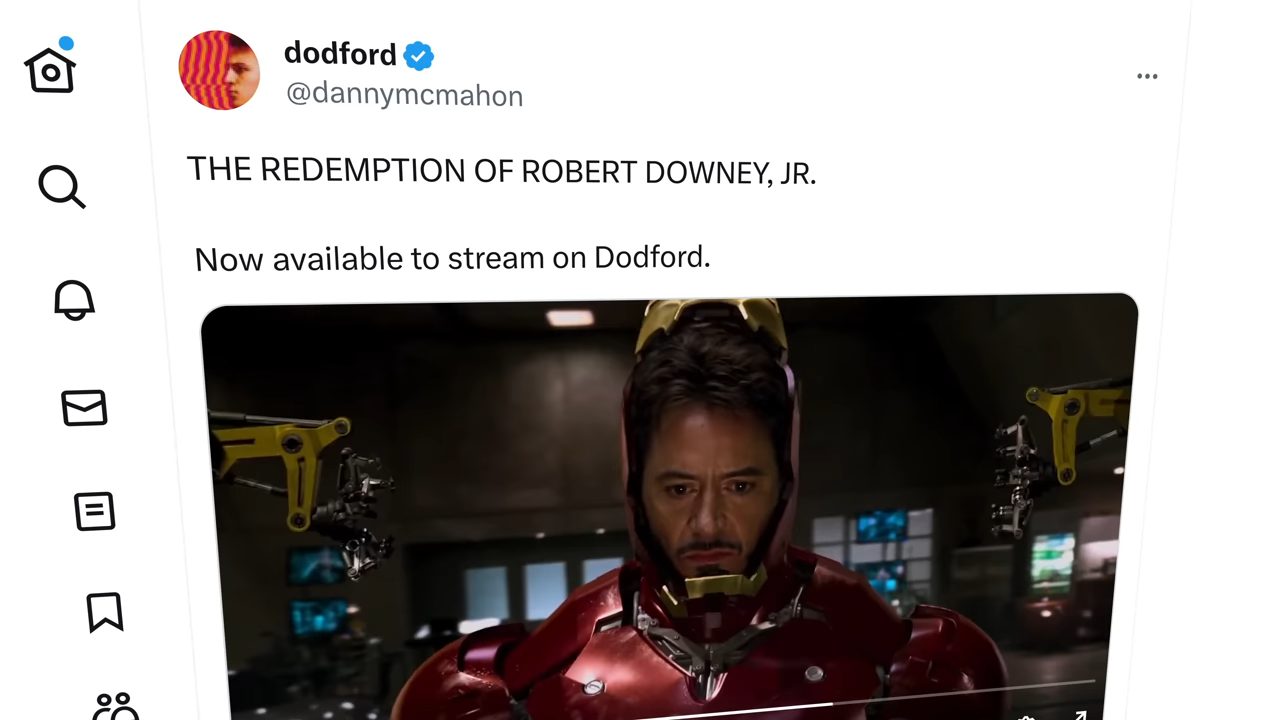 dodford
@dannymcmahon
THE REDEMPTION OF ROBERT DOWNEY, JR.
Now available to stream on Dodford.